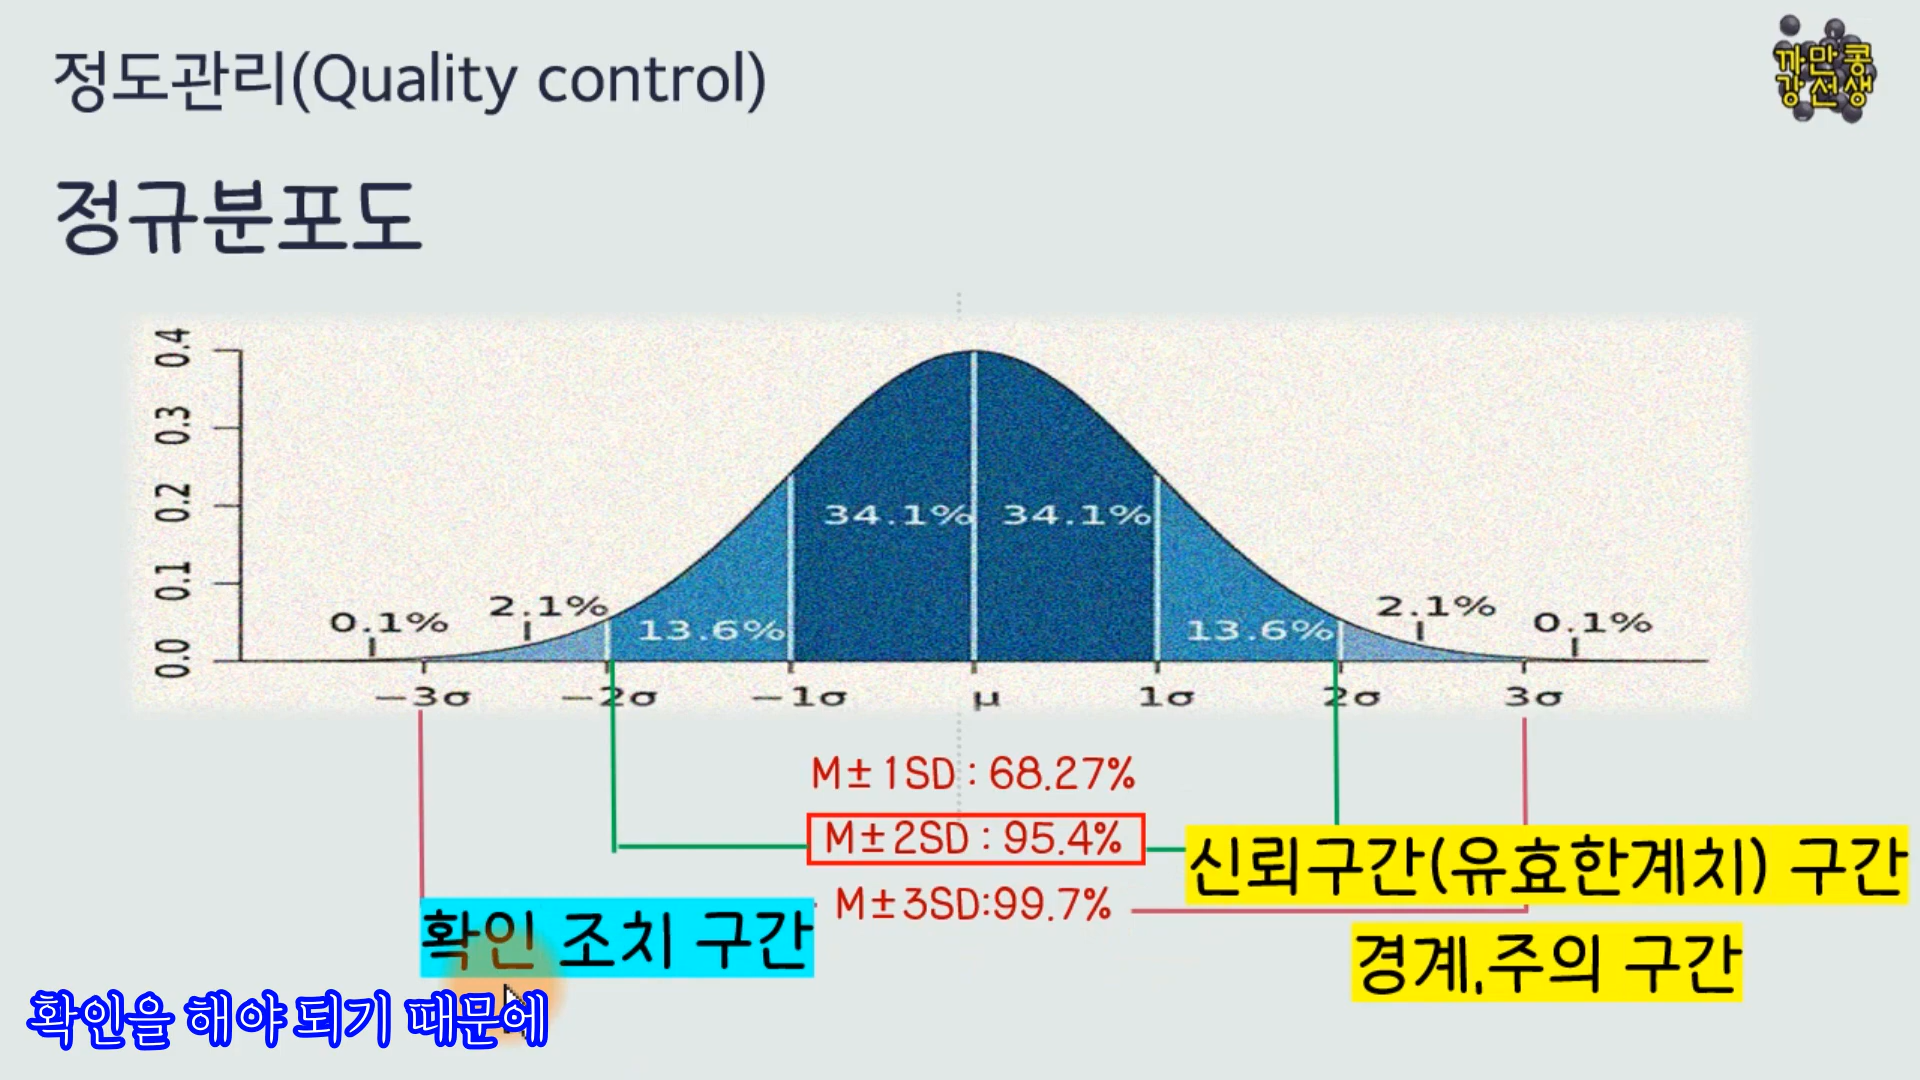 정도관리(Quality control)
까만콩
강선생
정규분포도
0.4
0.3
0.2
0.1
0.0
34.1% 34.1%
0.1% 2.1% 13.6% 13.6% 2.1% 0.1%
−3σ −2σ −1σ μ 1σ 2σ 3σ
M±1SD : 68.27%
M±2SD : 95.4%
신뢰구간(유효한계치) 구간
M±3SD:99.7%
확인 조치 구간
경계,주의 구간
확인을 해야 되기 때문에